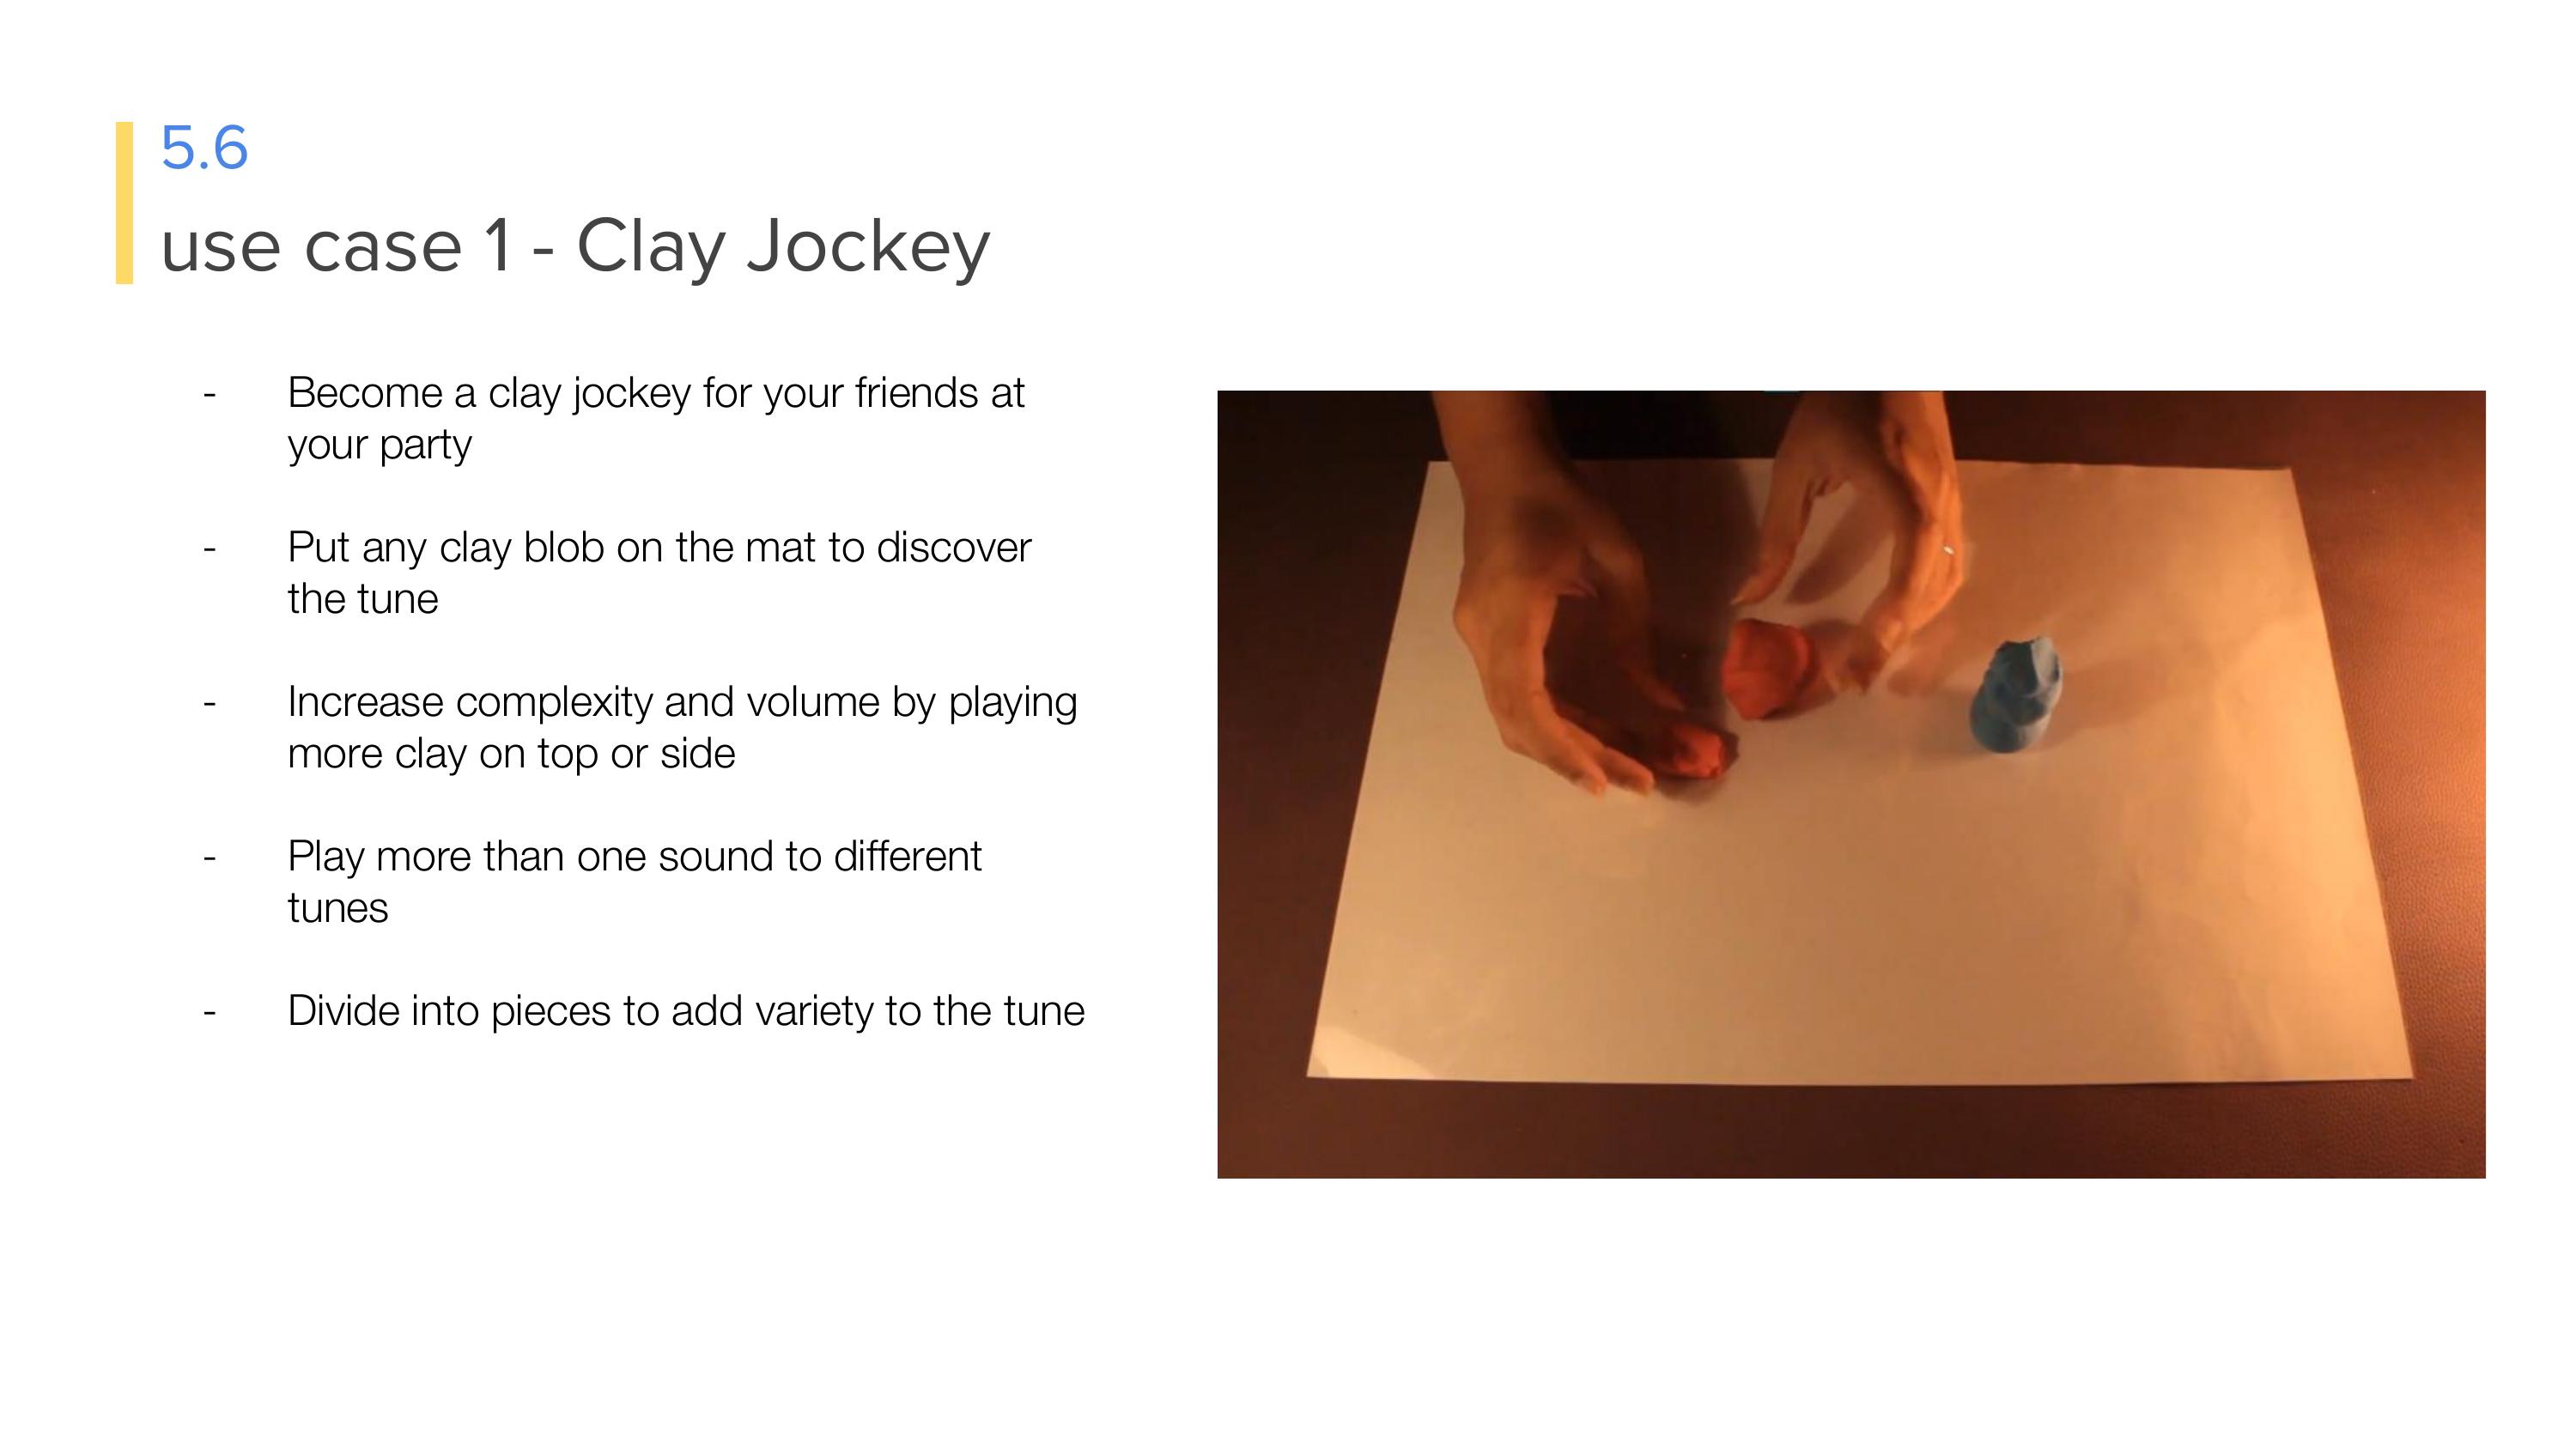 5.6
use case 1 - Clay Jockey
- Become a clay jockey for your friends at
your party
- Put any clay blob on the mat to discover
the tune
- Increase complexity and volume by playing
more clay on top or side
- Play more than one sound to different
tunes
- Divide into pieces to add variety to the tune